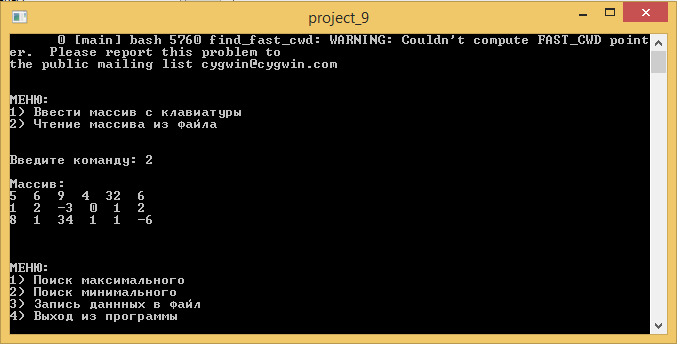 project_9
0 [main] bash 5760 find_fast_cwd: WARNING: Couldn't compute FAST_CWD point
er.  Please report this problem to
the public mailing list cygwin@cygwin.com
МЕНЮ:
1) Ввести массив с клавиатуры
2) Чтение массива из файла
Введите команду: 2
Массив:
5  6  9  4  32  6
1  2  -3  0  1  2
8  1  34  1  1  -6
МЕНЮ:
1) Поиск максимального
2) Поиск минимального
3) Запись даннных в файл
4) Выход из программы